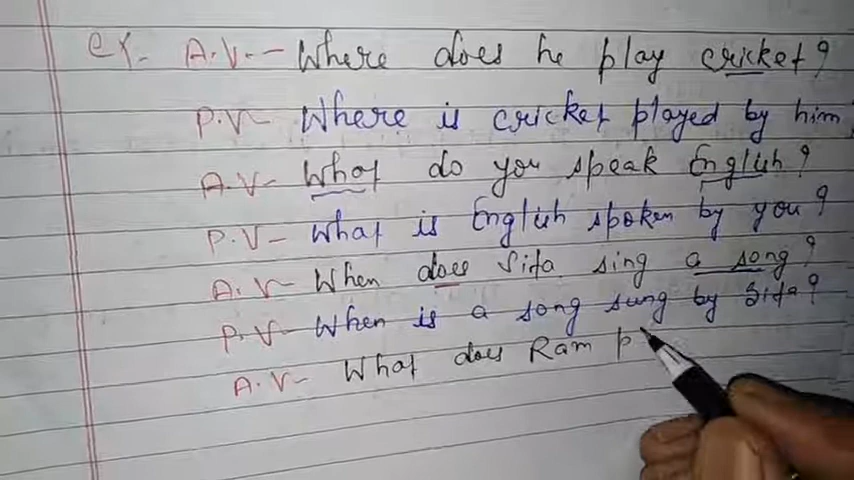 ex- A.V.- Where does he play cricket?
P.V- Where is cricket played by him
A.V- What do you speak English?
P.V- What is English spoken by you?
A.V- When does Sita sing a song?
P.V- When is a song sung by Sita?
A.V- What does Ram p